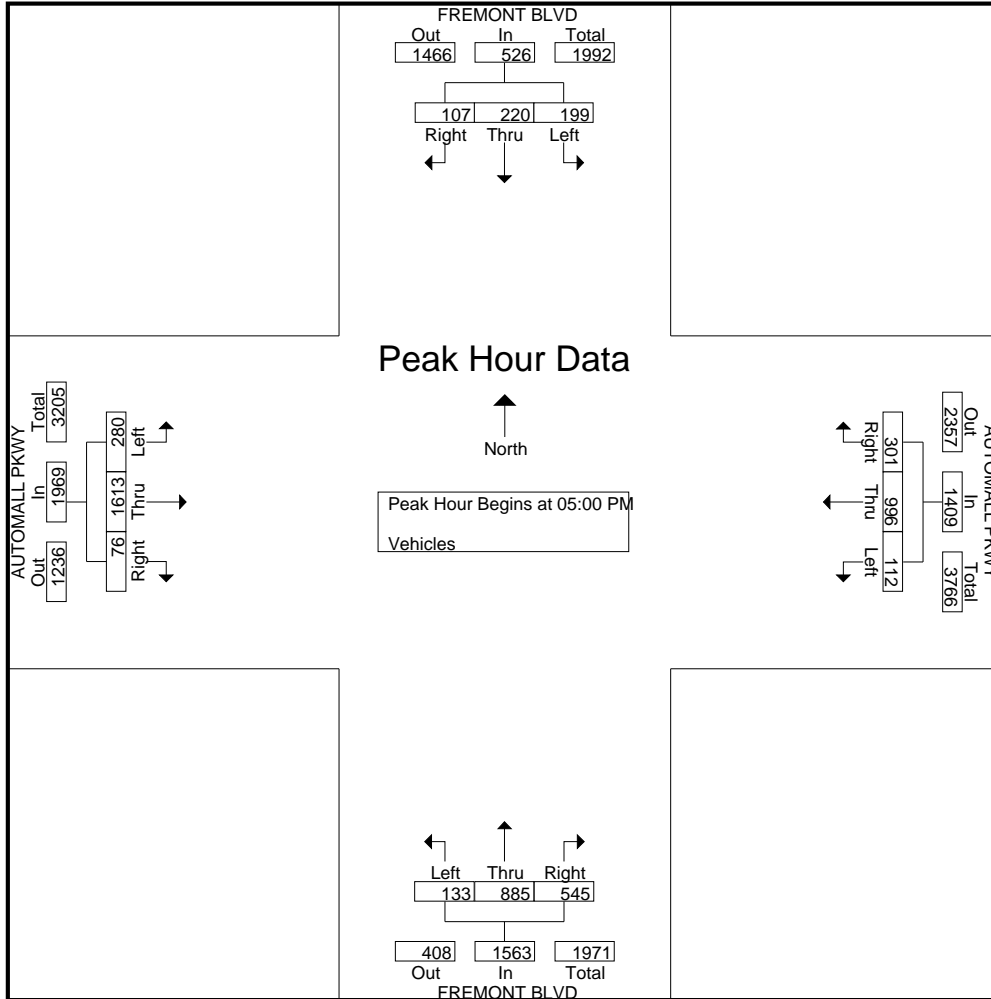 FREMONT BLVD
Out In Total
1466 526 1992
107 220 199
Right Thru Left
Peak Hour Data
North
Peak Hour Begins at 05:00 PM
Vehicles
AUTOMALL PKWY
Out In Total
1236 1969 3205
Right Thru Left
76 1613 280
AUTOMALL PKWY
Out In Total
2357 1409 3766
Right Thru Left
301 996 112
Left Thru Right
133 885 545
408 1563 1971
Out In Total
FREMONT BLVD